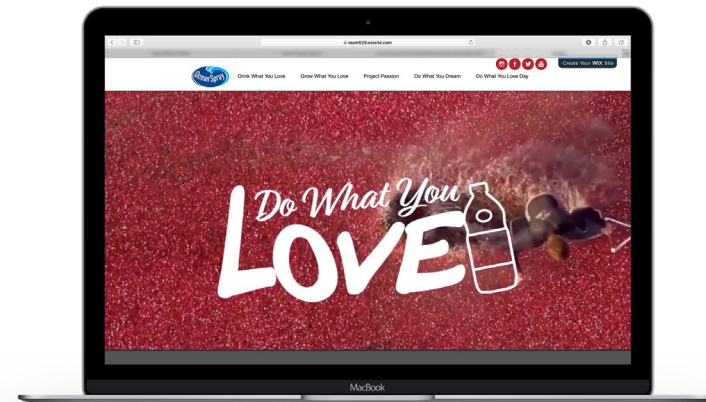 team529.wixsite.com
Create Your WiX Site
Ocean Spray
Drink What You Love
Grow What You Love
Project Passion
Do What You Dream
Do What You Love Day
Do What You
LOVE
MacBook